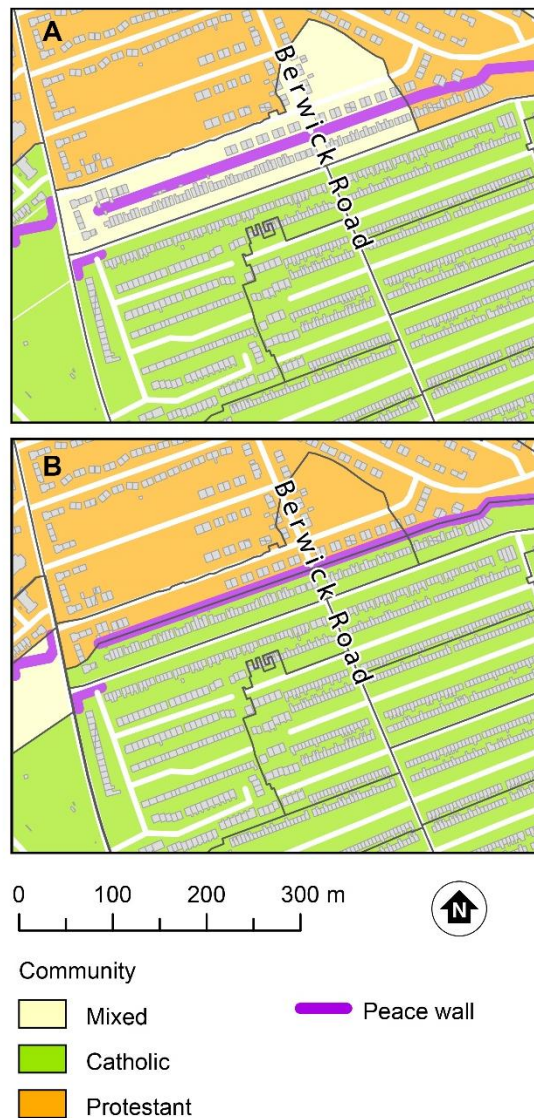 A
Berwick Road
B
Berwick Road
0 100 200 300 m
N
Community
Mixed
Peace wall
Catholic
Protestant